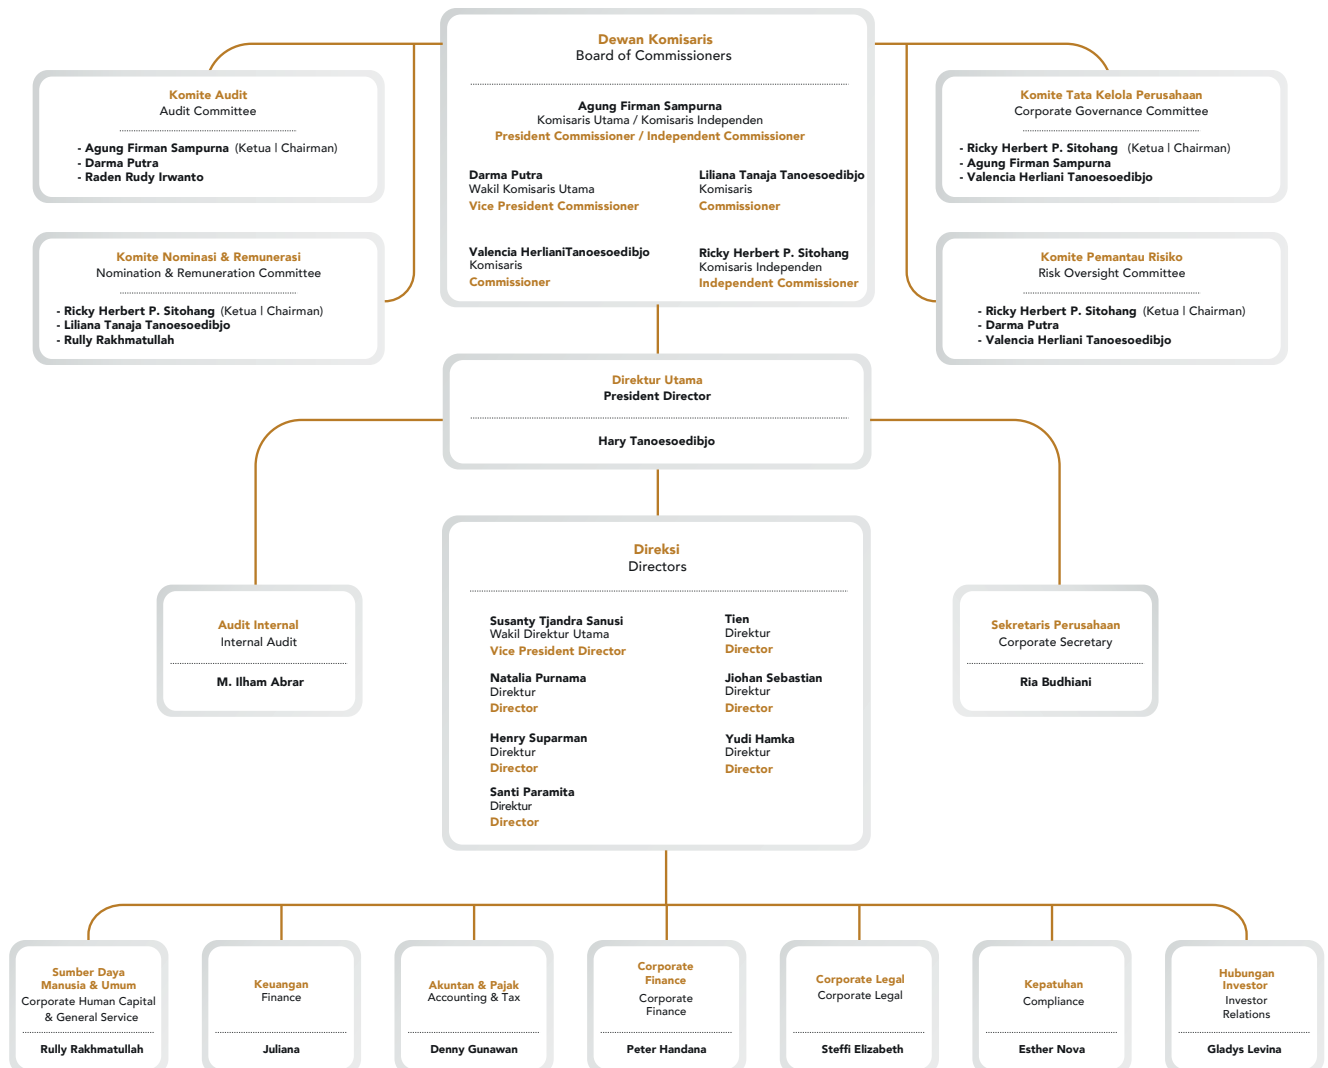 Dewan Komisaris
Board of Commissioners
Agung Firman Sampurna
Komisaris Utama / Komisaris Independen
President Commissioner / Independent Commissioner
Darma Putra
Wakil Komisaris Utama
Vice President Commissioner
Liliana Tanaja Tanoesoedibjo
Komisaris
Commissioner
Valencia HerlianiTanoesoedibjo
Komisaris
Commissioner
Ricky Herbert P. Sitohang
Komisaris Independen
Independent Commissioner
Komite Audit
Audit Committee
- Agung Firman Sampurna (Ketua | Chairman)
- Darma Putra
- Raden Rudy Irwanto
Komite Tata Kelola Perusahaan
Corporate Governance Committee
- Ricky Herbert P. Sitohang (Ketua | Chairman)
- Agung Firman Sampurna
- Valencia Herliani Tanoesoedibjo
Komite Nominasi & Remunerasi
Nomination & Remuneration Committee
- Ricky Herbert P. Sitohang (Ketua | Chairman)
- Liliana Tanaja Tanoesoedibjo
- Rully Rakhmatullah
Komite Pemantau Risiko
Risk Oversight Committee
- Ricky Herbert P. Sitohang (Ketua | Chairman)
- Darma Putra
- Valencia Herliani Tanoesoedibjo
Direktur Utama
President Director
Hary Tanoesoedibjo
Direksi
Directors
Susanty Tjandra Sanusi
Wakil Direktur Utama
Vice President Director
Tien
Direktur
Director
Natalia Purnama
Direktur
Director
Jiohan Sebastian
Direktur
Director
Henry Suparman
Direktur
Director
Yudi Hamka
Direktur
Director
Santi Paramita
Direktur
Director
Audit Internal
Internal Audit
M. Ilham Abrar
Sekretaris Perusahaan
Corporate Secretary
Ria Budhiani
Sumber Daya
Manusia & Umum
Corporate Human Capital
& General Service
Rully Rakhmatullah
Keuangan
Finance
Juliana
Akuntan & Pajak
Accounting & Tax
Denny Gunawan
Corporate
Finance
Corporate
Finance
Peter Handana
Corporate Legal
Corporate Legal
Steffi Elizabeth
Kepatuhan
Compliance
Esther Nova
Hubungan
Investor
Investor
Relations
Gladys Levina